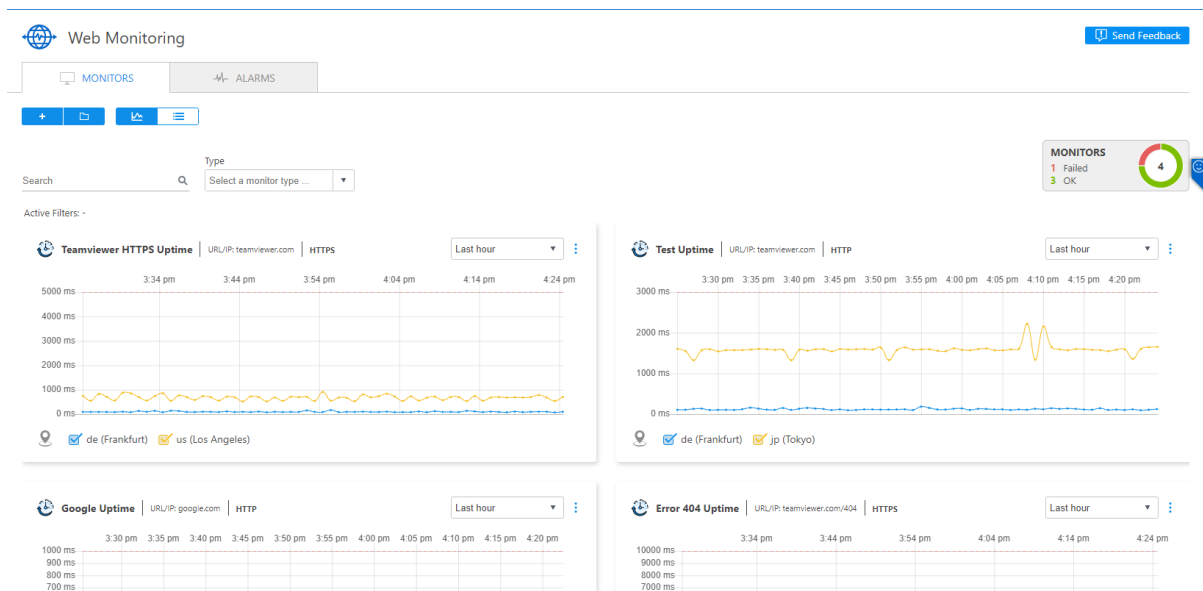 Web Monitoring
Send Feedback
MONITORS
ALARMS
Type
Search
Select a monitor type ...
MONITORS
1 Failed
3 OK
4
Active Filters: -
Teamviewer HTTPS Uptime URL/IP: teamviewer.com HTTPS
Last hour
3:34 pm 3:44 pm 3:54 pm 4:04 pm 4:14 pm 4:24 pm
5000 ms
4000 ms
3000 ms
2000 ms
1000 ms
0 ms
de (Frankfurt) us (Los Angeles)
Test Uptime URL/IP: teamviewer.com HTTP
Last hour
3:30 pm 3:35 pm 3:40 pm 3:45 pm 3:50 pm 3:55 pm 4:00 pm 4:05 pm 4:10 pm 4:15 pm 4:20 pm
3000 ms
2000 ms
1000 ms
0 ms
de (Frankfurt) jp (Tokyo)
Google Uptime URL/IP: google.com HTTP
Last hour
3:30 pm 3:35 pm 3:40 pm 3:45 pm 3:50 pm 3:55 pm 4:00 pm 4:05 pm 4:10 pm 4:15 pm 4:20 pm
1000 ms
900 ms
800 ms
700 ms
Error 404 Uptime URL/IP: teamviewer.com/404 HTTPS
Last hour
3:34 pm 3:44 pm 3:54 pm 4:04 pm 4:14 pm 4:24 pm
10000 ms
9000 ms
8000 ms
7000 ms